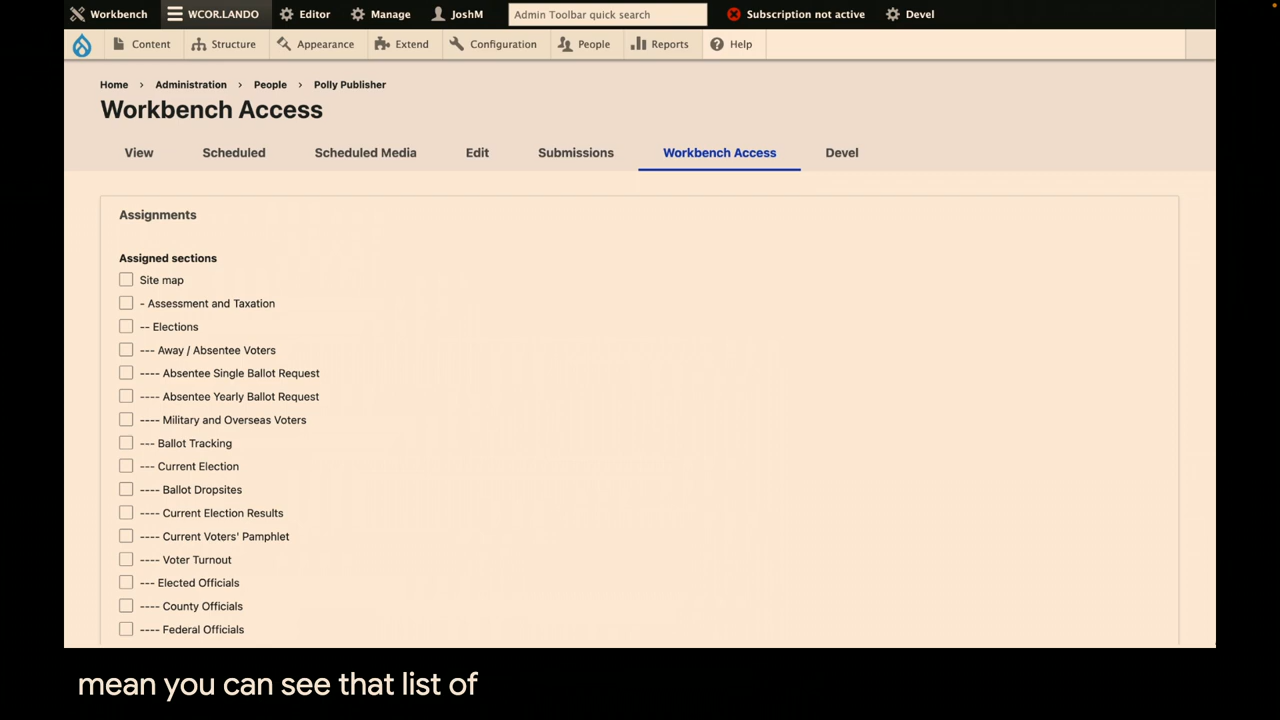 Workbench WCOR.LANDO Editor Manage JoshM Admin Toolbar quick search Subscription not active Devel
Content Structure Appearance Extend Configuration People Reports Help
Home > Administration > People > Polly Publisher
Workbench Access
View Scheduled Scheduled Media Edit Submissions Workbench Access Devel
Assignments
Assigned sections
Site map
- Assessment and Taxation
-- Elections
--- Away / Absentee Voters
---- Absentee Single Ballot Request
---- Absentee Yearly Ballot Request
---- Military and Overseas Voters
--- Ballot Tracking
--- Current Election
---- Ballot Dropsites
---- Current Election Results
---- Current Voters' Pamphlet
---- Voter Turnout
--- Elected Officials
---- County Officials
---- Federal Officials
mean you can see that list of